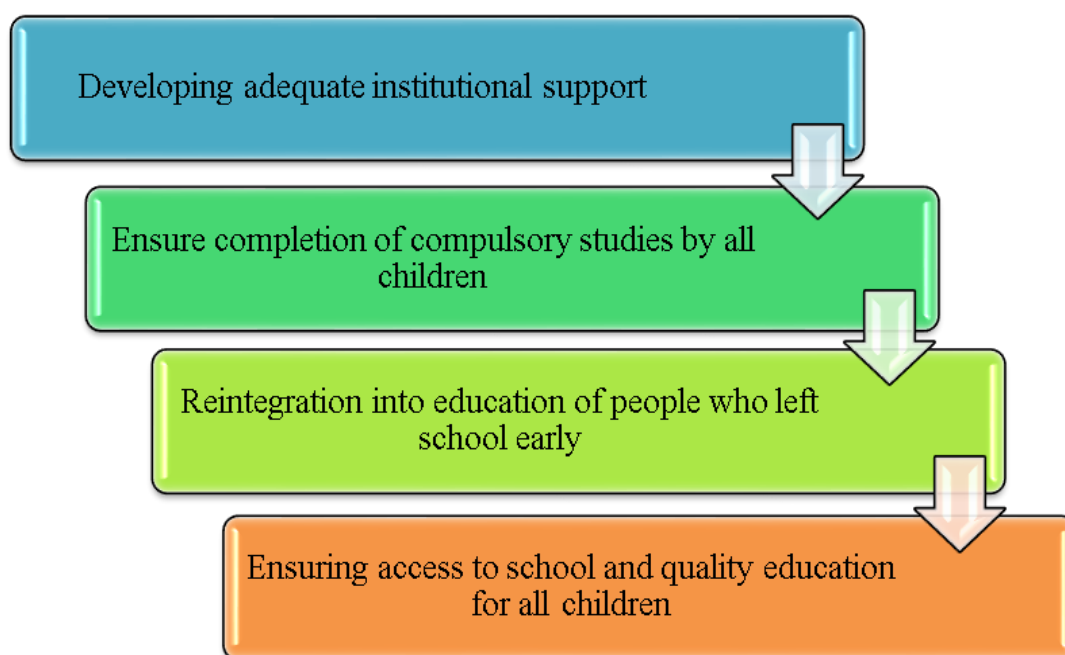 Developing adequate institutional support
Ensure completion of compulsory studies by all
children
Reintegration into education of people who left
school early
Ensuring access to school and quality education
for all children